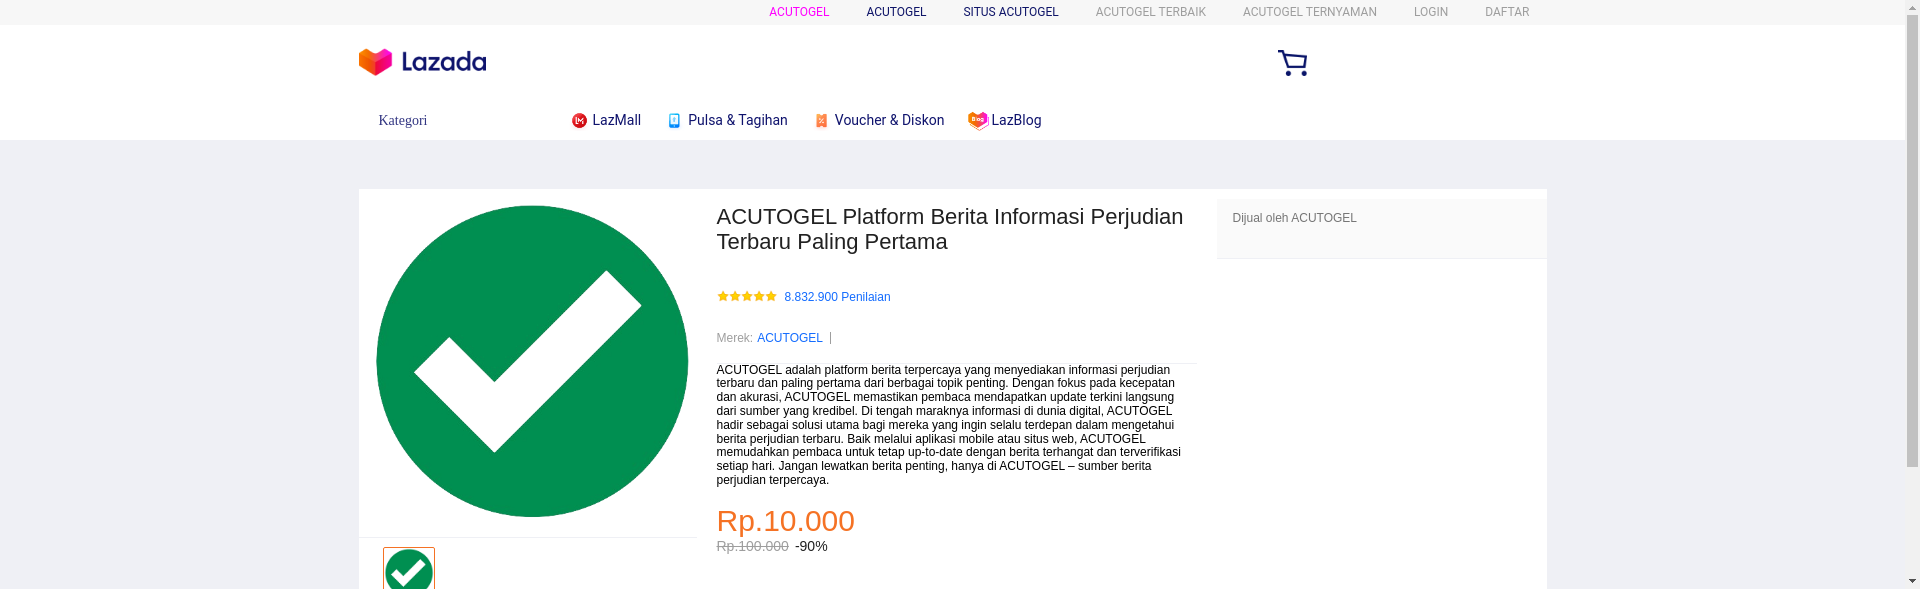 ACUTOGEL ACUTOGEL SITUS ACUTOGEL ACUTOGEL TERBAIK ACUTOGEL TERNYAMAN LOGIN DAFTAR
Lazada
Kategori LazMall Pulsa & Tagihan Voucher & Diskon Blog LazBlog
ACUTOGEL Platform Berita Informasi Perjudian
Terbaru Paling Pertama
Dijual oleh ACUTOGEL
8.832.900 Penilaian
Merek: ACUTOGEL |
ACUTOGEL adalah platform berita terpercaya yang menyediakan informasi perjudian
terbaru dan paling pertama dari berbagai topik penting. Dengan fokus pada kecepatan
dan akurasi, ACUTOGEL memastikan pembaca mendapatkan update terkini langsung
dari sumber yang kredibel. Di tengah maraknya informasi di dunia digital, ACUTOGEL
hadir sebagai solusi utama bagi mereka yang ingin selalu terdepan dalam mengetahui
berita perjudian terbaru. Baik melalui aplikasi mobile atau situs web, ACUTOGEL
memudahkan pembaca untuk tetap up-to-date dengan berita terhangat dan terverifikasi
setiap hari. Jangan lewatkan berita penting, hanya di ACUTOGEL – sumber berita
perjudian terpercaya.
Rp.10.000
Rp.100.000 -90%